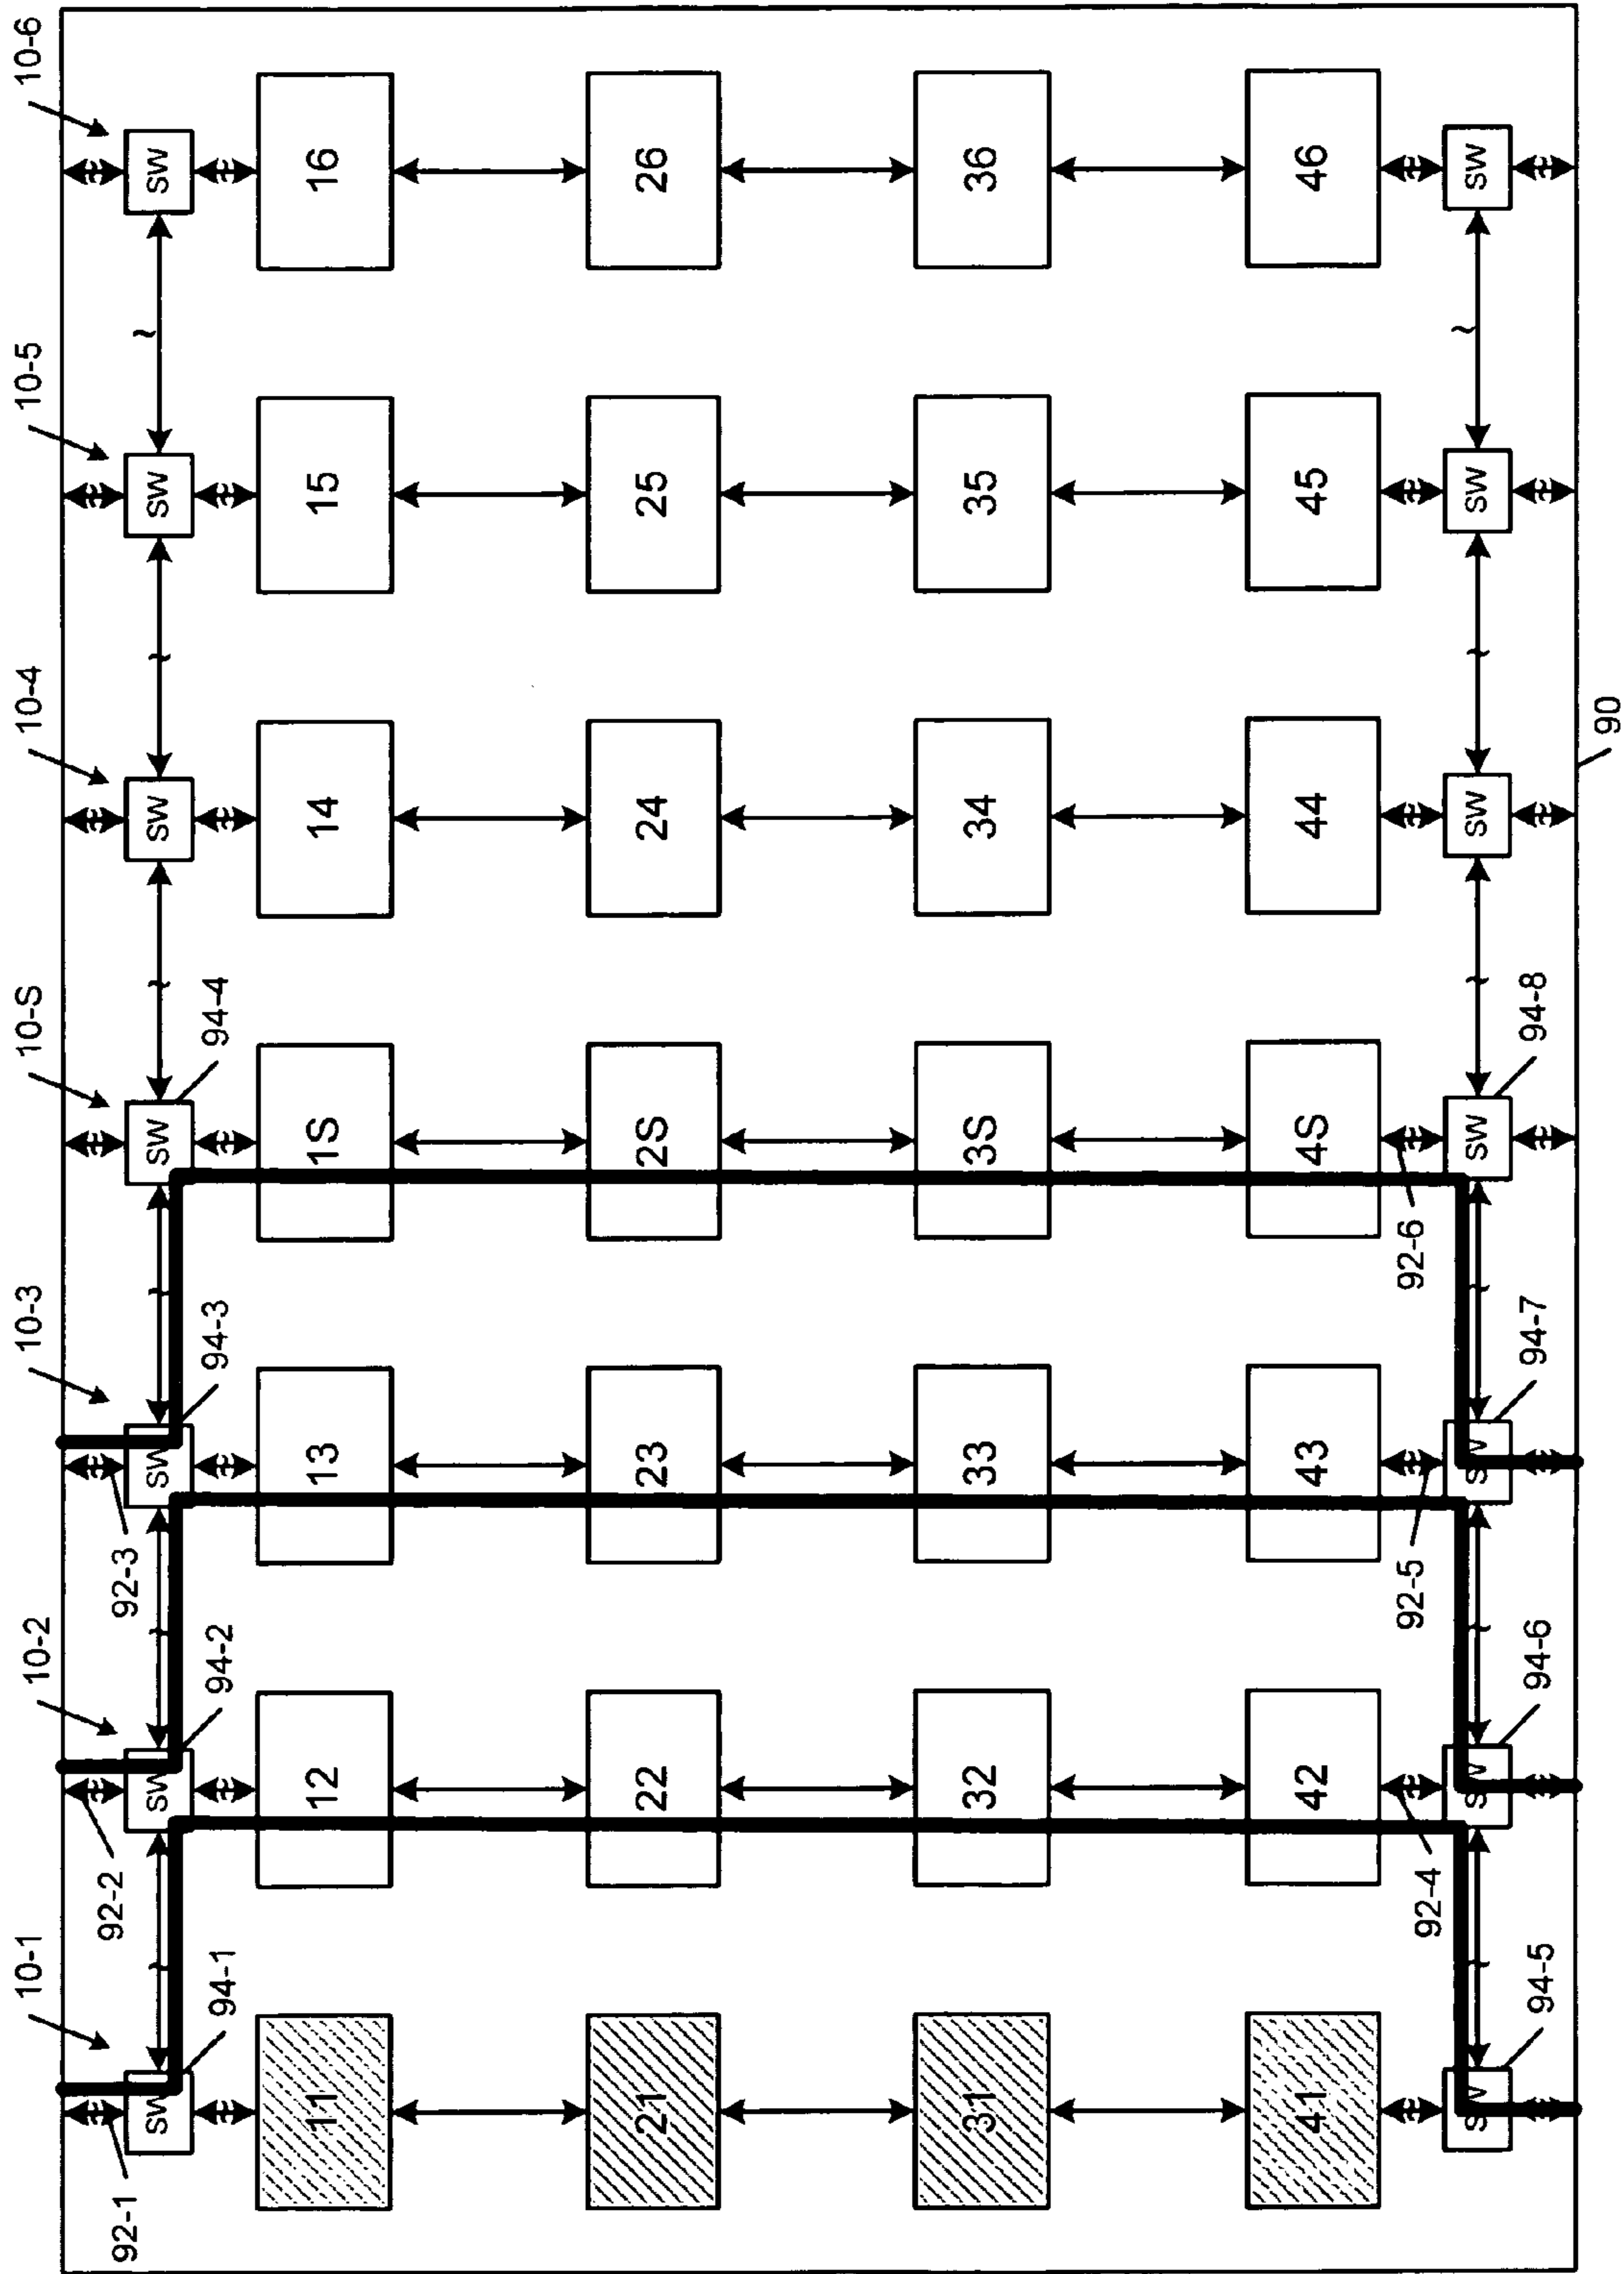 10-1 10-2 10-3 10-S 10-4 10-5 10-6
92-1 92-2 92-3
SW SW SW SW SW SW SW
94-1 94-2 94-3 94-4
11 12 13 1S 14 15 16
21 22 23 2S 24 25 26
31 32 33 3S 34 35 36
41 42 43 4S 44 45 46
92-4 92-5 92-6
SW SW SW SW SW SW SW
94-5 94-6 94-7 94-8
90